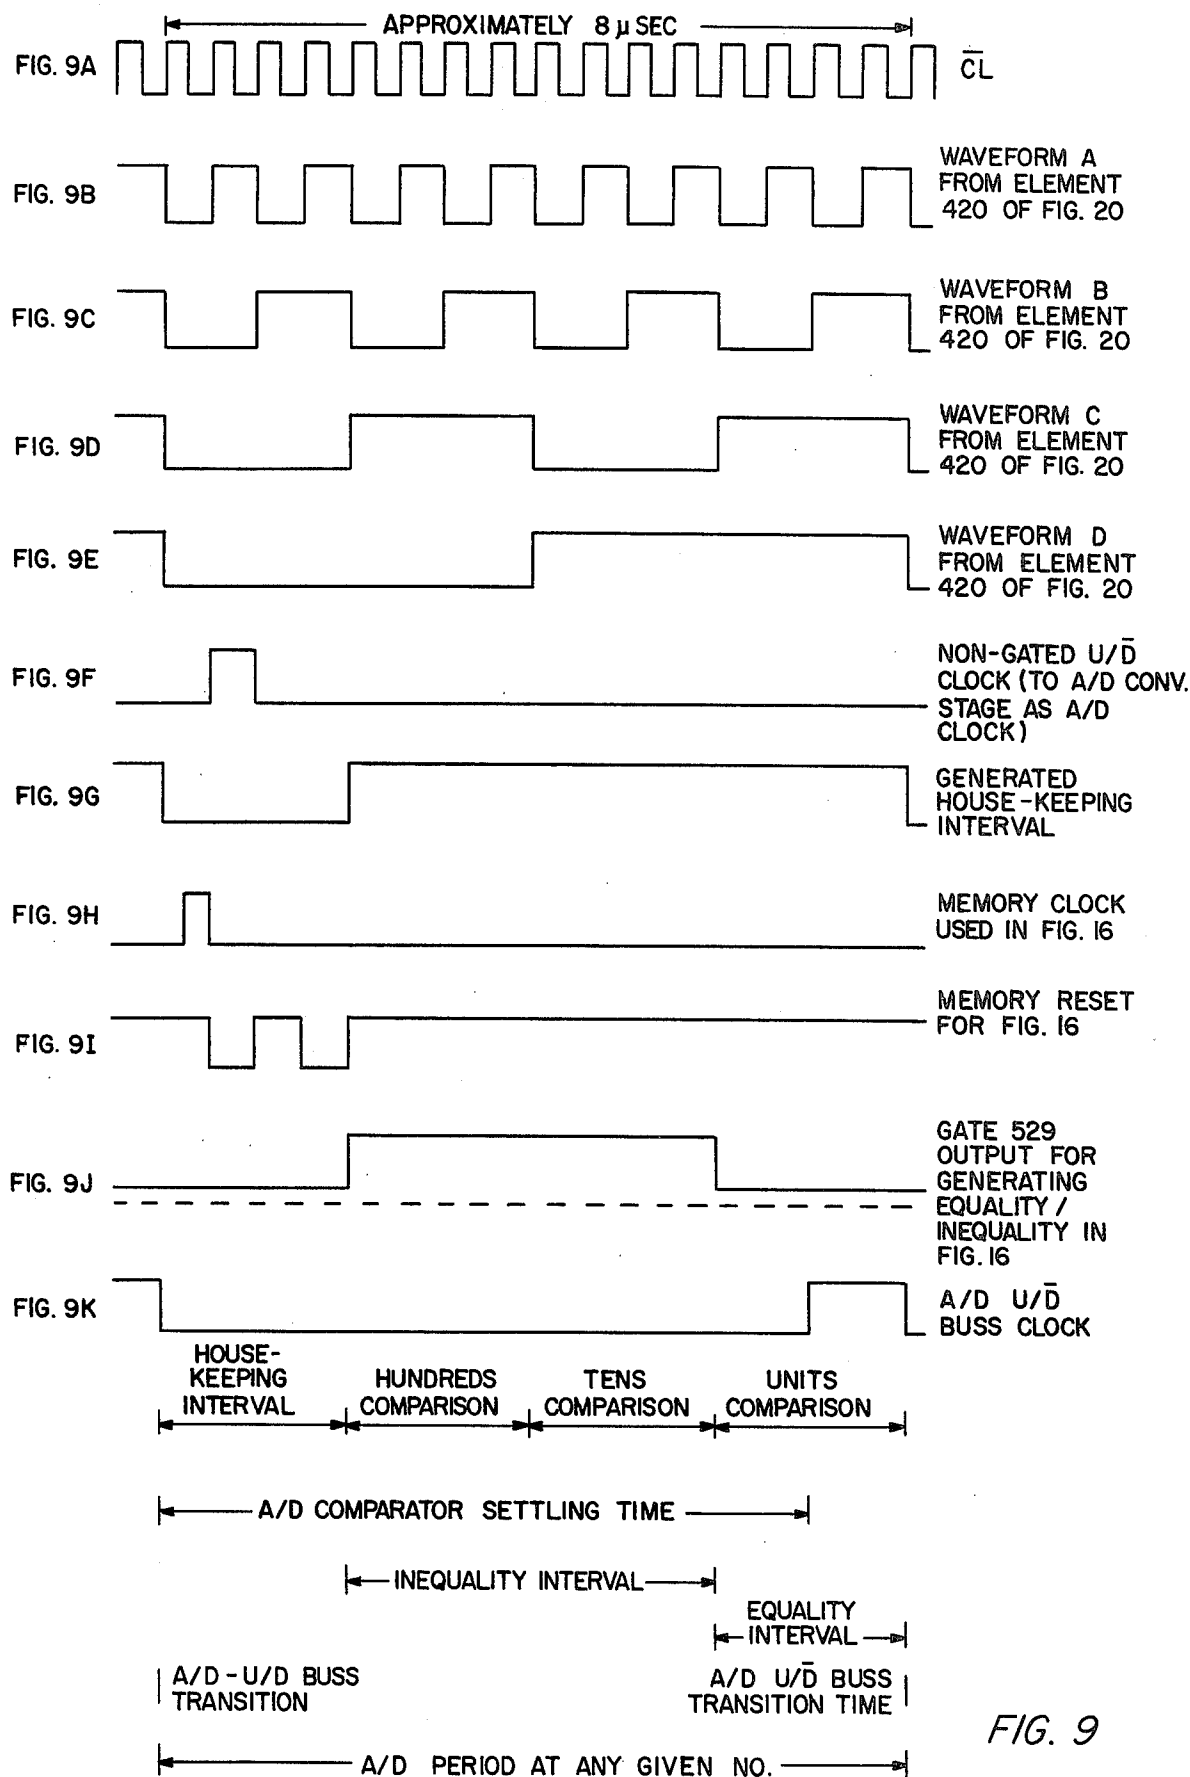 APPROXIMATELY 8 μ SEC
FIG. 9A
C̅L̅
FIG. 9B
WAVEFORM A
FROM ELEMENT
420 OF FIG. 20
FIG. 9C
WAVEFORM B
FROM ELEMENT
420 OF FIG. 20
FIG. 9D
WAVEFORM C
FROM ELEMENT
420 OF FIG. 20
FIG. 9E
WAVEFORM D
FROM ELEMENT
420 OF FIG. 20
FIG. 9F
NON-GATED U/D̅
CLOCK (TO A/D CONV.
STAGE AS A/D
CLOCK)
FIG. 9G
GENERATED
HOUSE-KEEPING
INTERVAL
FIG. 9H
MEMORY CLOCK
USED IN FIG. 16
FIG. 9I
MEMORY RESET
FOR FIG. 16
FIG. 9J
GATE 529
OUTPUT FOR
GENERATING
EQUALITY /
INEQUALITY IN
FIG. 16
FIG. 9K
A/D U/D̅
BUSS CLOCK
HOUSE-
KEEPING
INTERVAL
HUNDREDS
COMPARISON
TENS
COMPARISON
UNITS
COMPARISON
A/D COMPARATOR SETTLING TIME
INEQUALITY INTERVAL
EQUALITY
INTERVAL
A/D - U/D BUSS
TRANSITION
A/D U/D̅ BUSS
TRANSITION TIME
FIG. 9
A/D PERIOD AT ANY GIVEN NO.